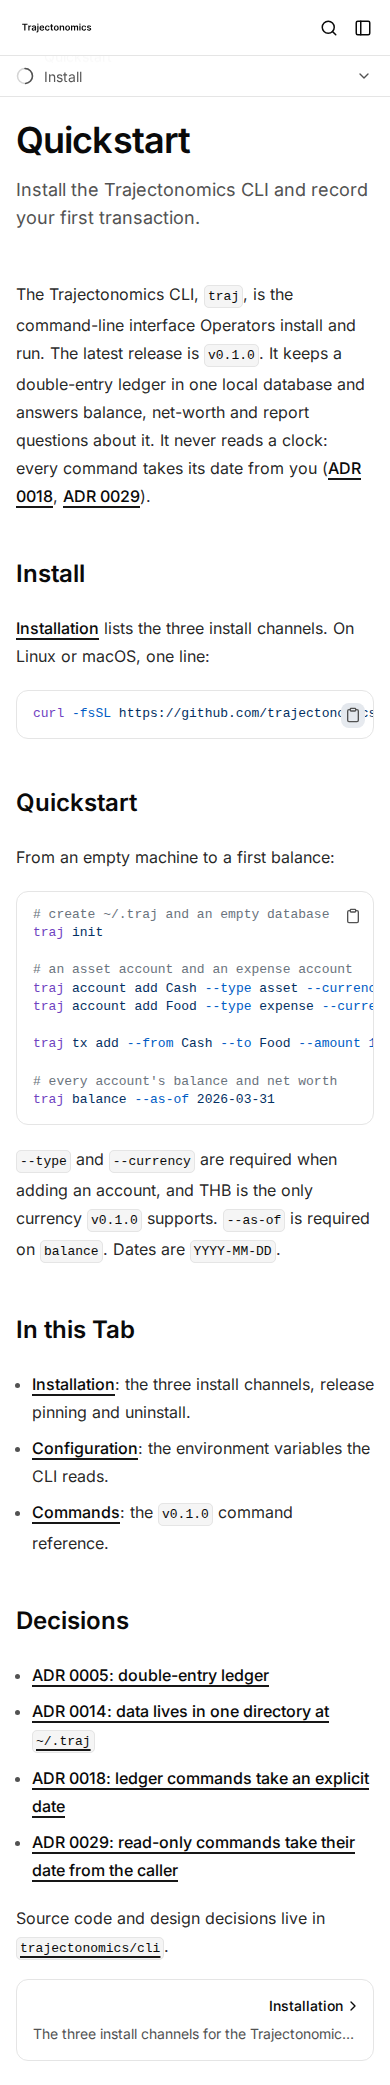 Trajectonomics
Install
Quickstart
Install the Trajectonomics CLI and record
your first transaction.
The Trajectonomics CLI, traj, is the
command-line interface Operators install and
run. The latest release is v0.1.0. It keeps a
double-entry ledger in one local database and
answers balance, net-worth and report
questions about it. It never reads a clock:
every command takes its date from you (ADR
0018, ADR 0029).
Install
Installation lists the three install channels. On
Linux or macOS, one line:
curl -fsSL https://github.com/trajectonomics
Quickstart
From an empty machine to a first balance:
# create ~/.traj and an empty database
traj init
# an asset account and an expense account
traj account add Cash --type asset --currenc
traj account add Food --type expense --curre
traj tx add --from Cash --to Food --amount 1
# every account's balance and net worth
traj balance --as-of 2026-03-31
--type and --currency are required when
adding an account, and THB is the only
currency v0.1.0 supports. --as-of is required
on balance. Dates are YYYY-MM-DD.
In this Tab
• Installation: the three install channels, release
pinning and uninstall.
• Configuration: the environment variables the
CLI reads.
• Commands: the v0.1.0 command
reference.
Decisions
• ADR 0005: double-entry ledger
• ADR 0014: data lives in one directory at
~/.traj
• ADR 0018: ledger commands take an explicit
date
• ADR 0029: read-only commands take their
date from the caller
Source code and design decisions live in
trajectonomics/cli.
Installation
The three install channels for the Trajectonomic...